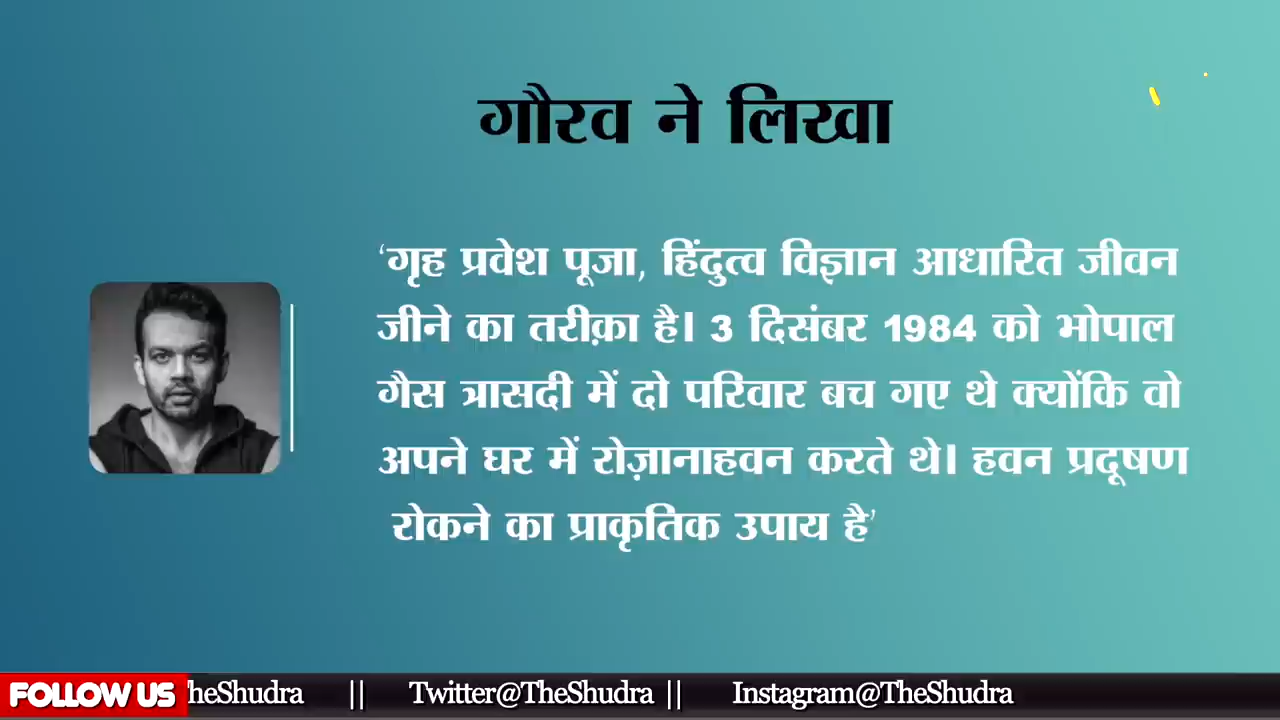 गौरव ने लिखा
‘गृह प्रवेश पूजा, हिंदुत्व विज्ञान आधारित जीवन
जीने का तरीक़ा है। 3 दिसंबर 1984 को भोपाल
गैस त्रासदी में दो परिवार बच गए थे क्योंकि वो
अपने घर में रोज़ानाहवन करते थे। हवन प्रदूषण
रोकने का प्राकृतिक उपाय है’
FOLLOW US heShudra || Twitter@TheShudra || Instagram@TheShudra